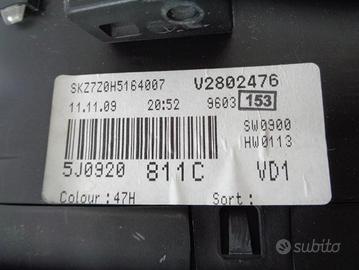 SKZ7Z0H5164007 V2802476
11.11.09 20:52 9603 153
SW0900
HW0113
5J0920 811C VD1
Colour:47H Sort:
subito